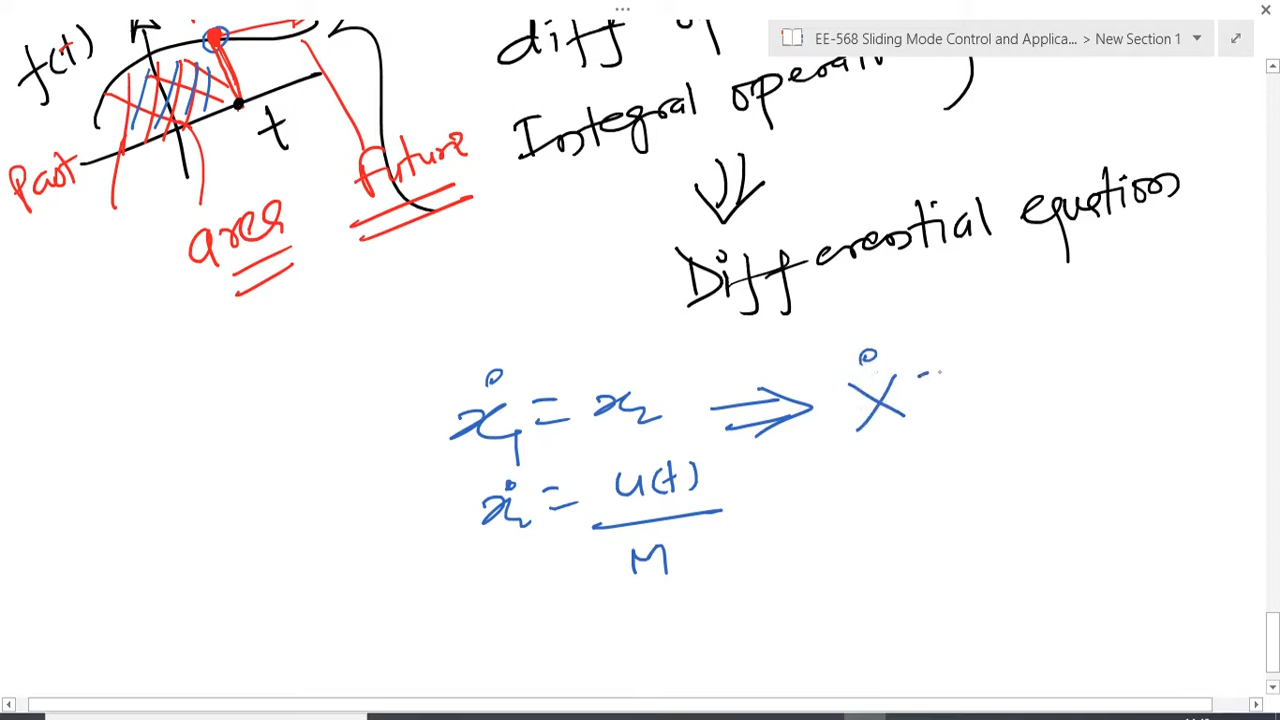 EE-568 Sliding Mode Control and Applica... > New Section 1
f(t)
t
Past
area
future
diff
Integral operator)
⇓
Differential equations
ẋ₁ = x₂ ⇒ Ẋ =
ẋ₂ = u(t)
M